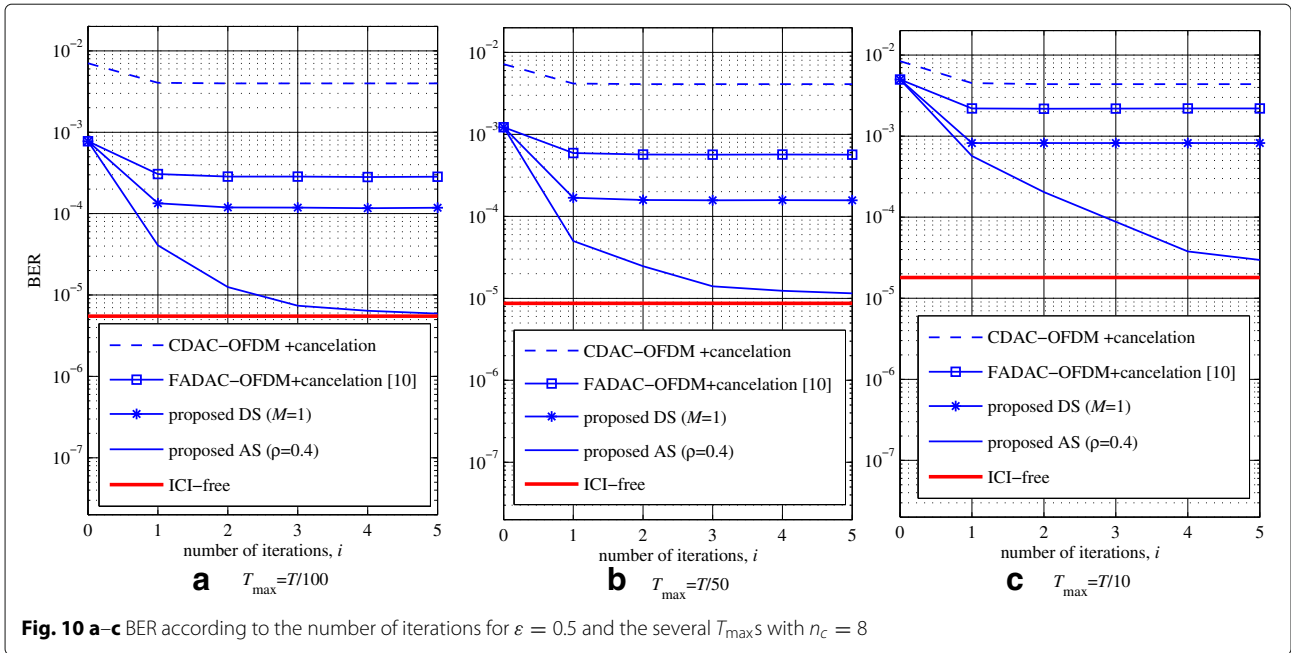 10−2
10−3
10−4
10−5
10−6
10−7
BER
CDAC−OFDM +cancelation
FADAC−OFDM+cancelation [10]
proposed DS (M=1)
proposed AS (ρ=0.4)
ICI−free
0 1 2 3 4 5
number of iterations, i
a Tmax=T/100
10−2
10−3
10−4
10−5
10−6
10−7
CDAC−OFDM +cancelation
FADAC−OFDM+cancelation [10]
proposed DS (M=1)
proposed AS (ρ=0.4)
ICI−free
0 1 2 3 4 5
number of iterations, i
b Tmax=T/50
10−2
10−3
10−4
10−5
10−6
10−7
CDAC−OFDM +cancelation
FADAC−OFDM+cancelation [10]
proposed DS (M=1)
proposed AS (ρ=0.4)
ICI−free
0 1 2 3 4 5
number of iterations, i
c Tmax=T/10
Fig. 10 a–c BER according to the number of iterations for ε = 0.5 and the several Tmaxs with nc = 8